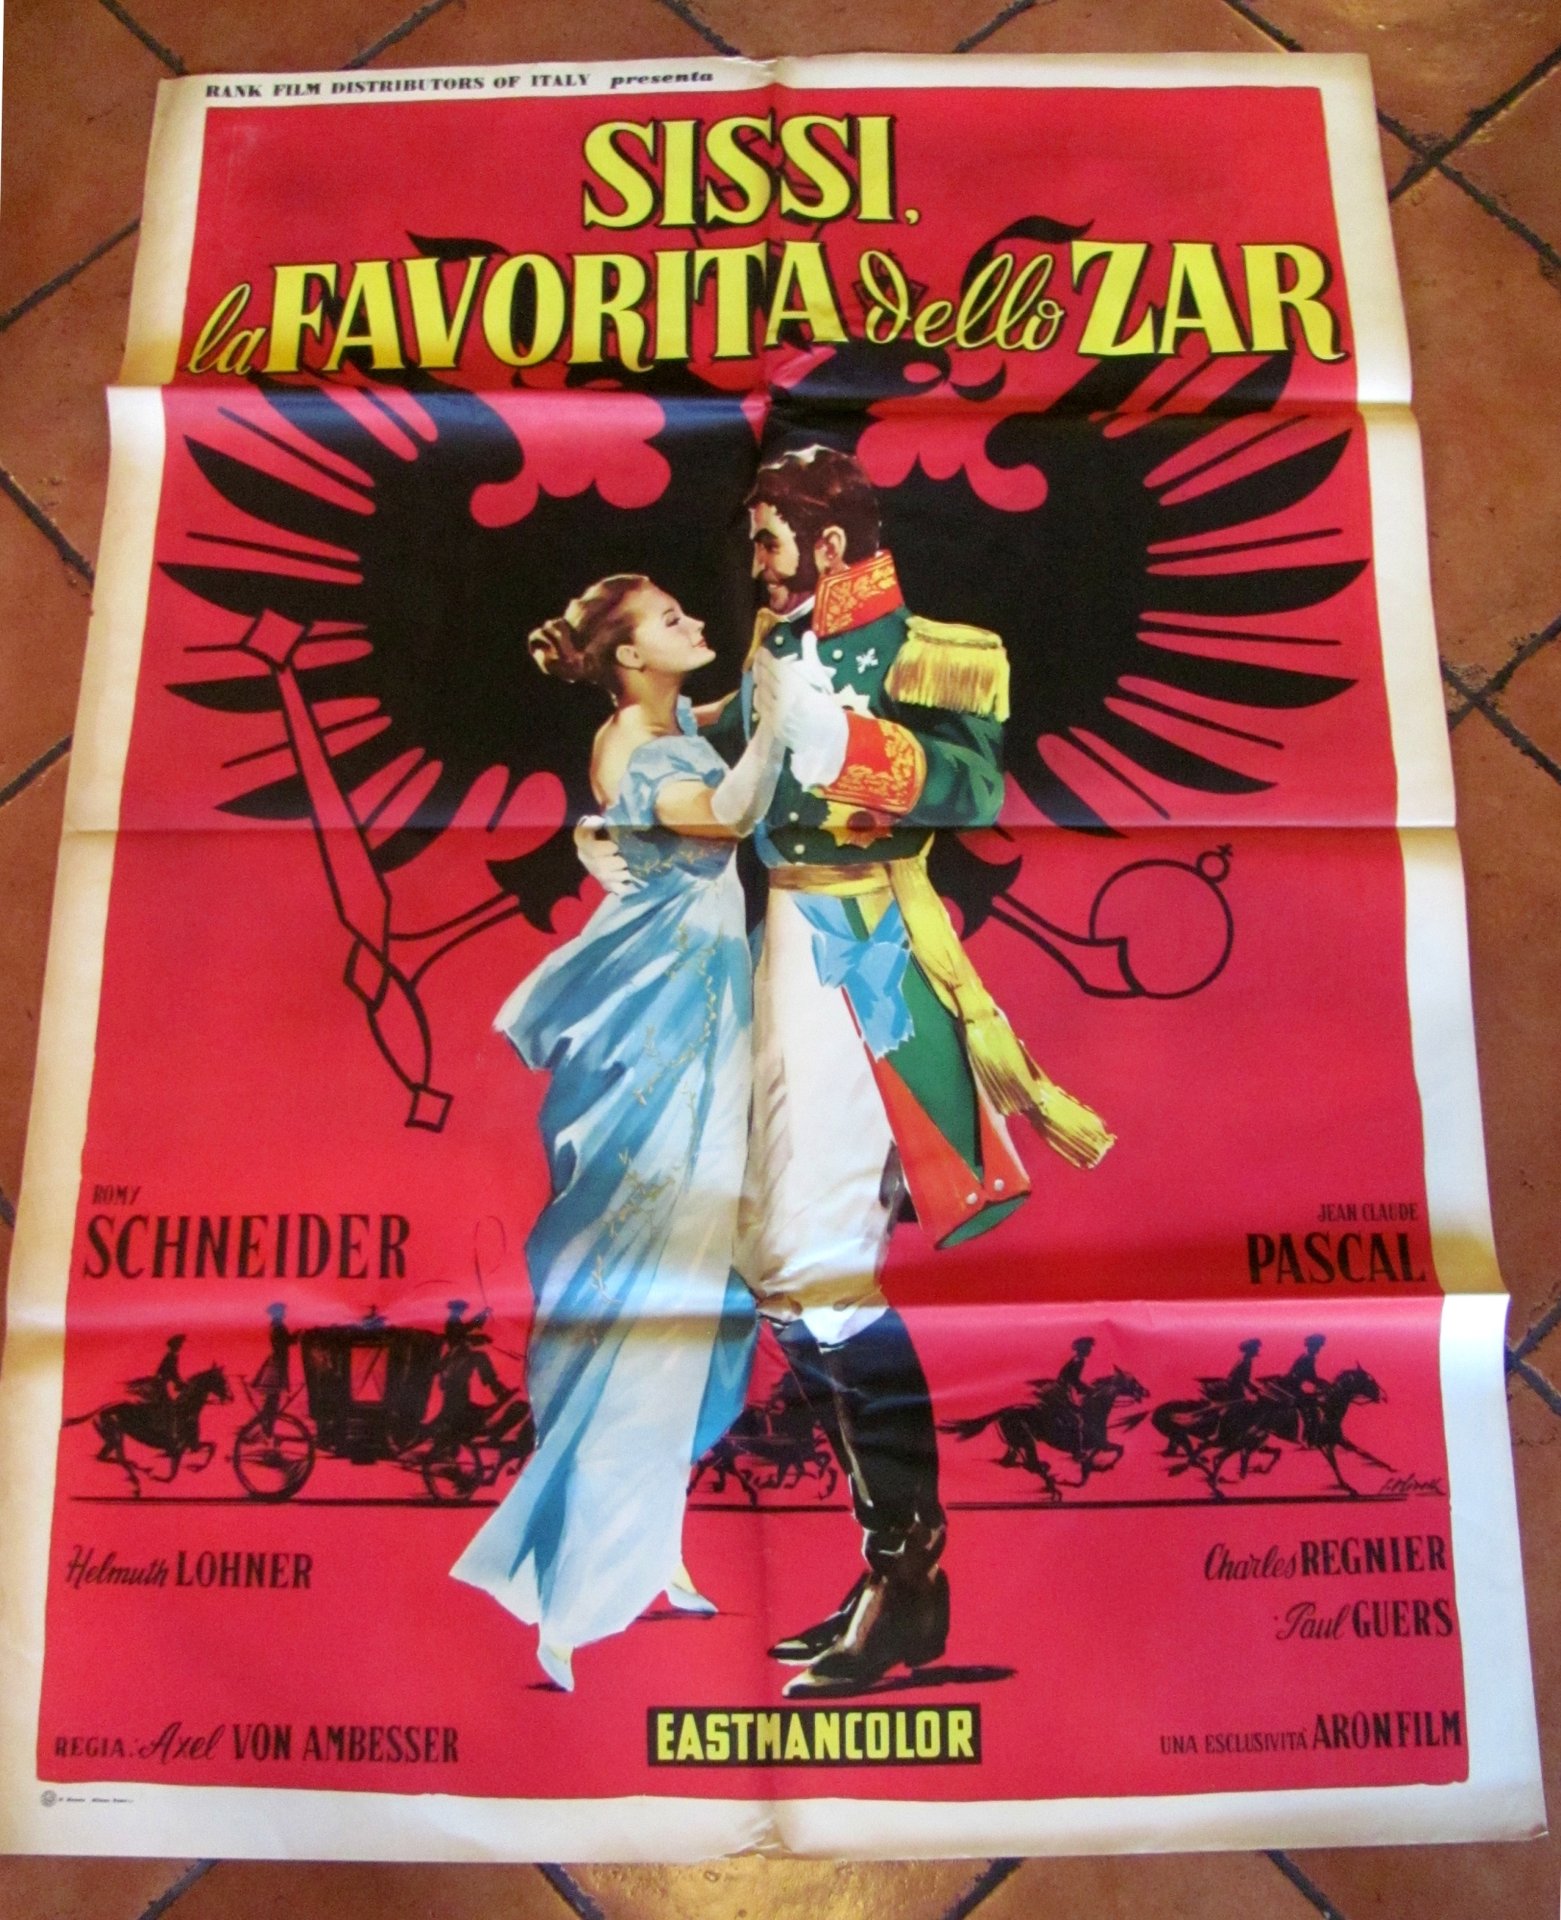 RANK FILM DISTRIBUTORS OF ITALY presenta
SISSI,
la FAVORITA dello ZAR
ROMY
SCHNEIDER
JEAN CLAUDE
PASCAL
Helmuth LOHNER
Charles REGNIER
Paul GUERS
REGIA: Axel VON AMBESSER
EASTMANCOLOR
UNA ESCLUSIVITÀ ARONFILM